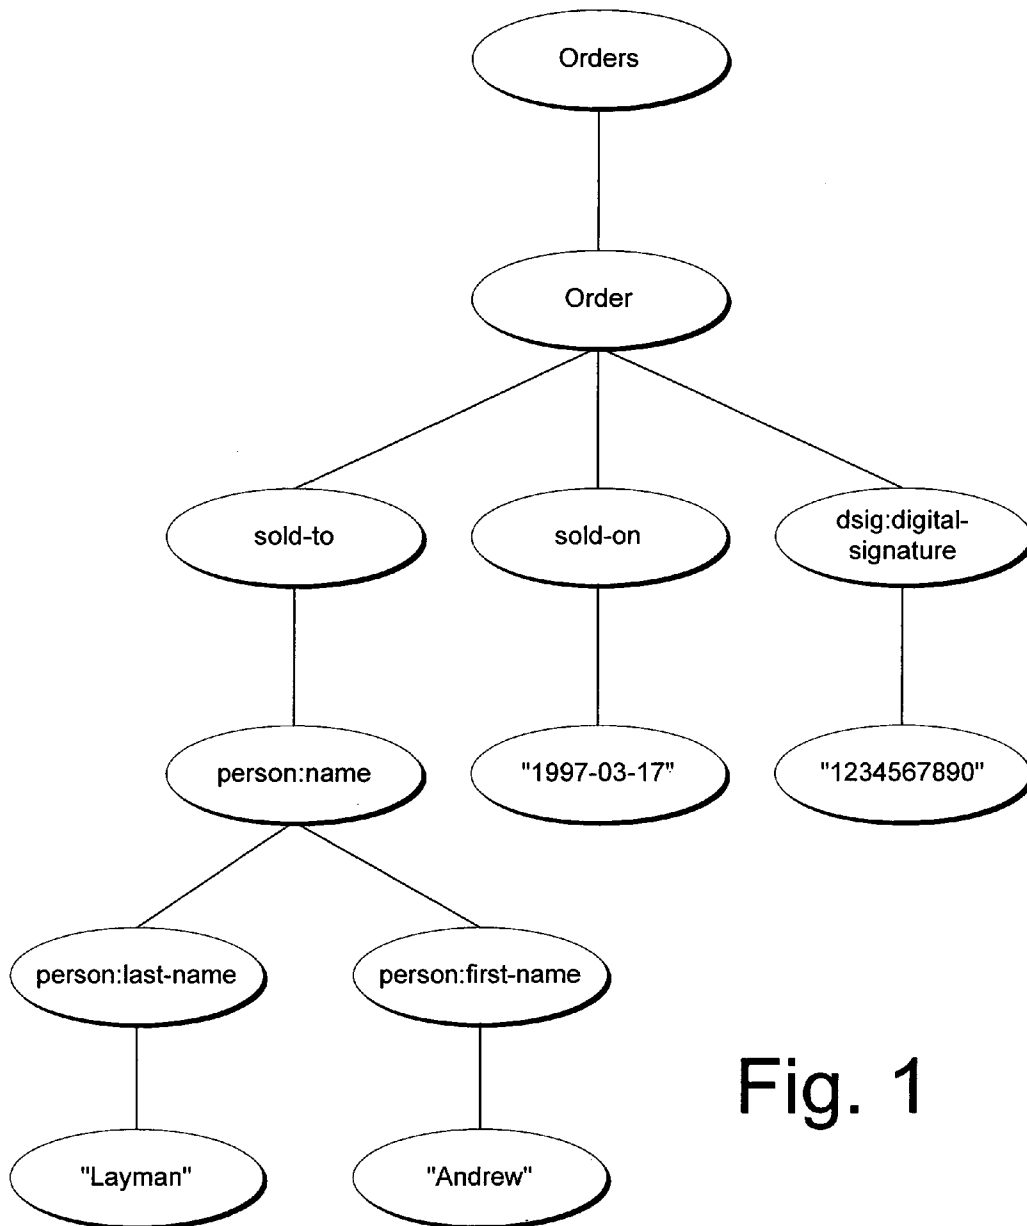 Orders
Order
sold-to
sold-on
dsig:digital-
signature
person:name
"1997-03-17"
"1234567890"
person:last-name
person:first-name
"Layman"
"Andrew"
Fig. 1